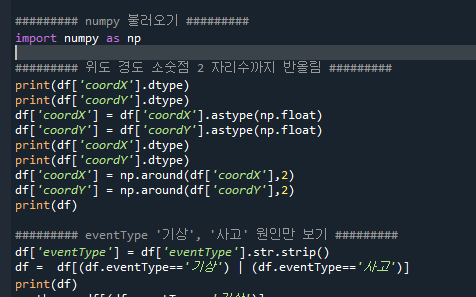 ######### numpy 불러오기 #########
import numpy as np
######### 위도 경도 소숫점 2 자리수까지 반올림 #########
print(df['coordX'].dtype)
print(df['coordY'].dtype)
df['coordX'] = df['coordX'].astype(np.float)
df['coordY'] = df['coordY'].astype(np.float)
print(df['coordX'].dtype)
print(df['coordY'].dtype)
df['coordX'] = np.around(df['coordX'],2)
df['coordY'] = np.around(df['coordY'],2)
print(df)
######### eventType '기상', '사고' 원인만 보기 #########
df['eventType'] = df['eventType'].str.strip()
df =  df[(df.eventType=='기상') | (df.eventType=='사고')]
print(df)